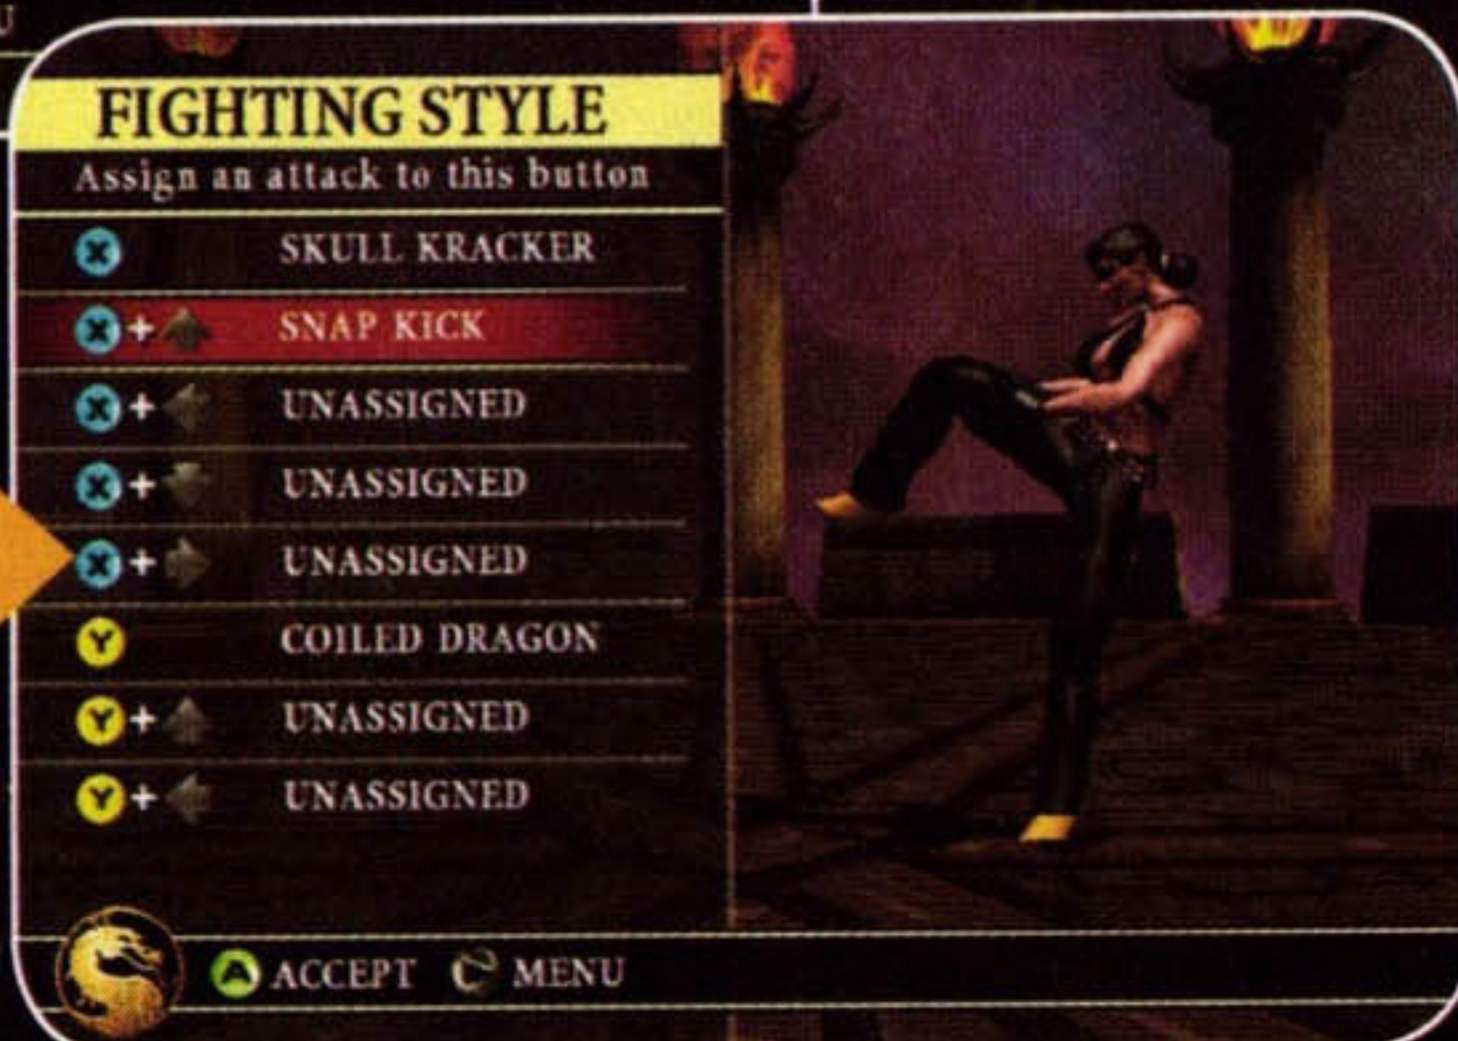 U
FIGHTING STYLE
Assign an attack to this button
X SKULL KRACKER
X + SNAP KICK
X + UNASSIGNED
X + UNASSIGNED
X + UNASSIGNED
Y COILED DRAGON
Y + UNASSIGNED
Y + UNASSIGNED
A ACCEPT MENU